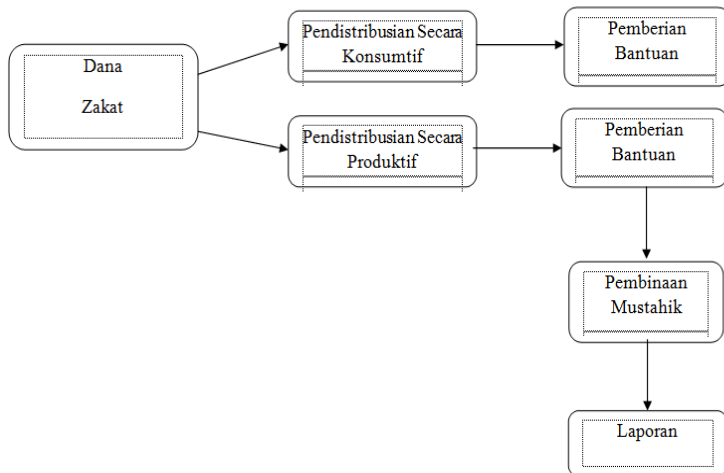 Dana
Zakat
Pendistribusian Secara
Konsumtif
Pemberian
Bantuan
Pendistribusian Secara
Produktif
Pemberian
Bantuan
Pembinaan
Mustahik
Laporan